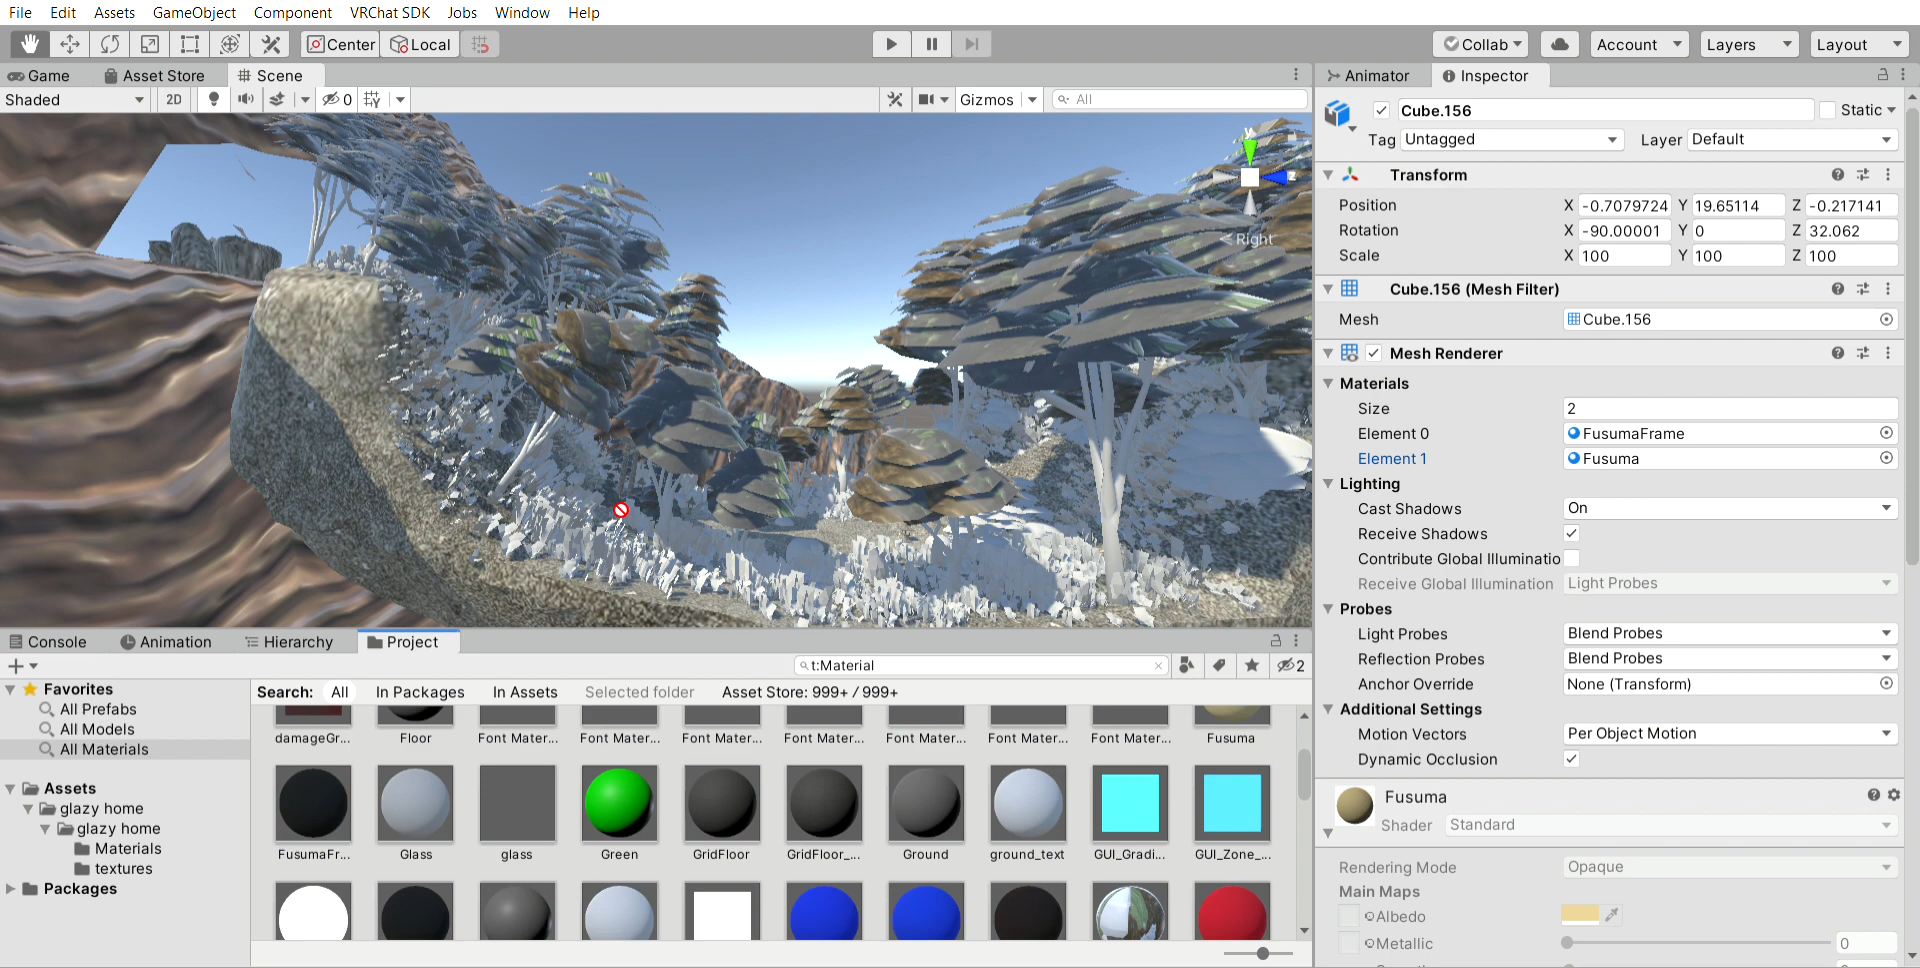 File Edit Assets GameObject Component VRChat SDK Jobs Window Help
Center Local Collab Account Layers Layout
Game Asset Store Scene
Shaded 2D 0 Gizmos All
y
z
< Right
Animator Inspector
Cube.156 Static
Tag Untagged Layer Default
Transform
Position X -0.7079724 Y 19.65114 Z -0.217141
Rotation X -90.00001 Y 0 Z 32.062
Scale X 100 Y 100 Z 100
Cube.156 (Mesh Filter)
Mesh Cube.156
Mesh Renderer
Materials
Size 2
Element 0 FusumaFrame
Element 1 Fusuma
Lighting
Cast Shadows On
Receive Shadows
Contribute Global Illuminatio
Receive Global Illumination Light Probes
Probes
Light Probes Blend Probes
Reflection Probes Blend Probes
Anchor Override None (Transform)
Additional Settings
Motion Vectors Per Object Motion
Dynamic Occlusion
Fusuma
Shader Standard
Rendering Mode Opaque
Main Maps
Albedo
Metallic 0
Console Animation Hierarchy Project
t:Material 2
Favorites
All Prefabs
All Models
All Materials
Assets
glazy home
glazy home
Materials
textures
Packages
Search: All In Packages In Assets Selected folder Asset Store: 999+ / 999+
damageGr... Floor Font Mater... Font Mater... Font Mater... Font Mater... Font Mater... Font Mater... Font Mater... Fusuma
FusumaFr... Glass glass Green GridFloor GridFloor_... Ground ground_text GUI_Gradi... GUI_Zone_...